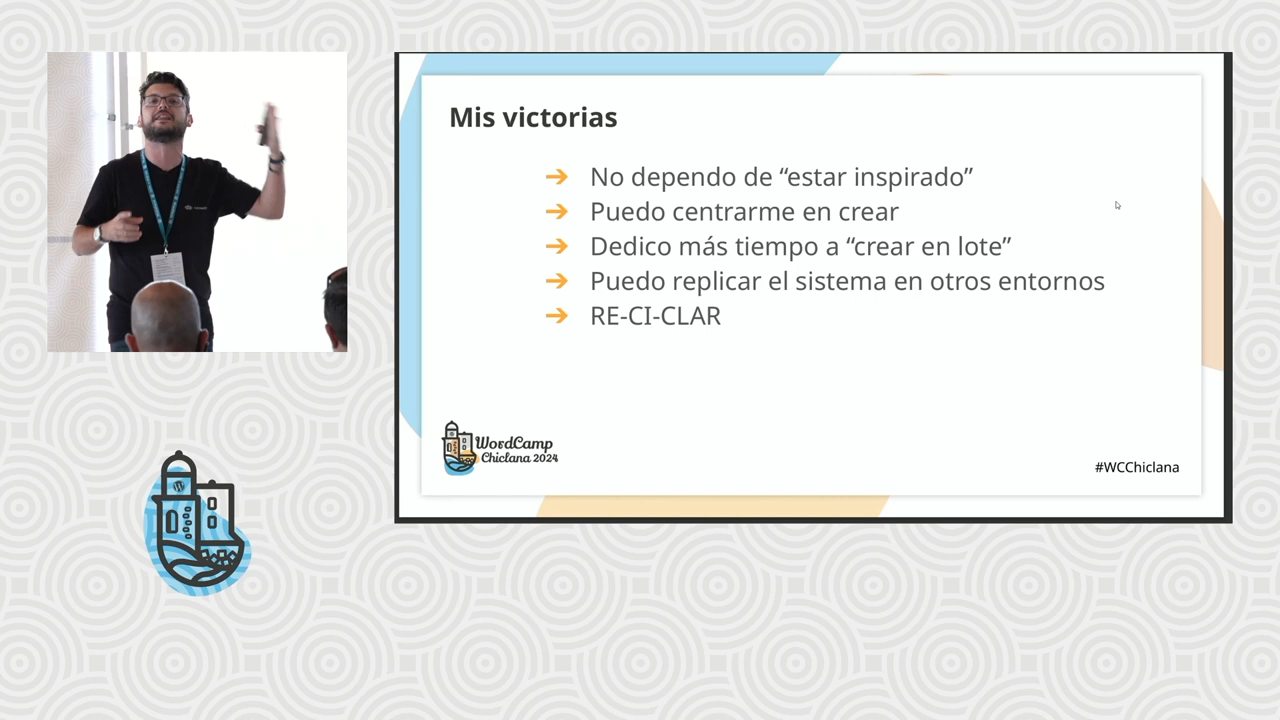 Mis victorias
➔ No dependo de “estar inspirado”
➔ Puedo centrarme en crear
➔ Dedico más tiempo a “crear en lote”
➔ Puedo replicar el sistema en otros entornos
➔ RE-CI-CLAR
WordCamp
Chiclana 2024
#WCChiclana